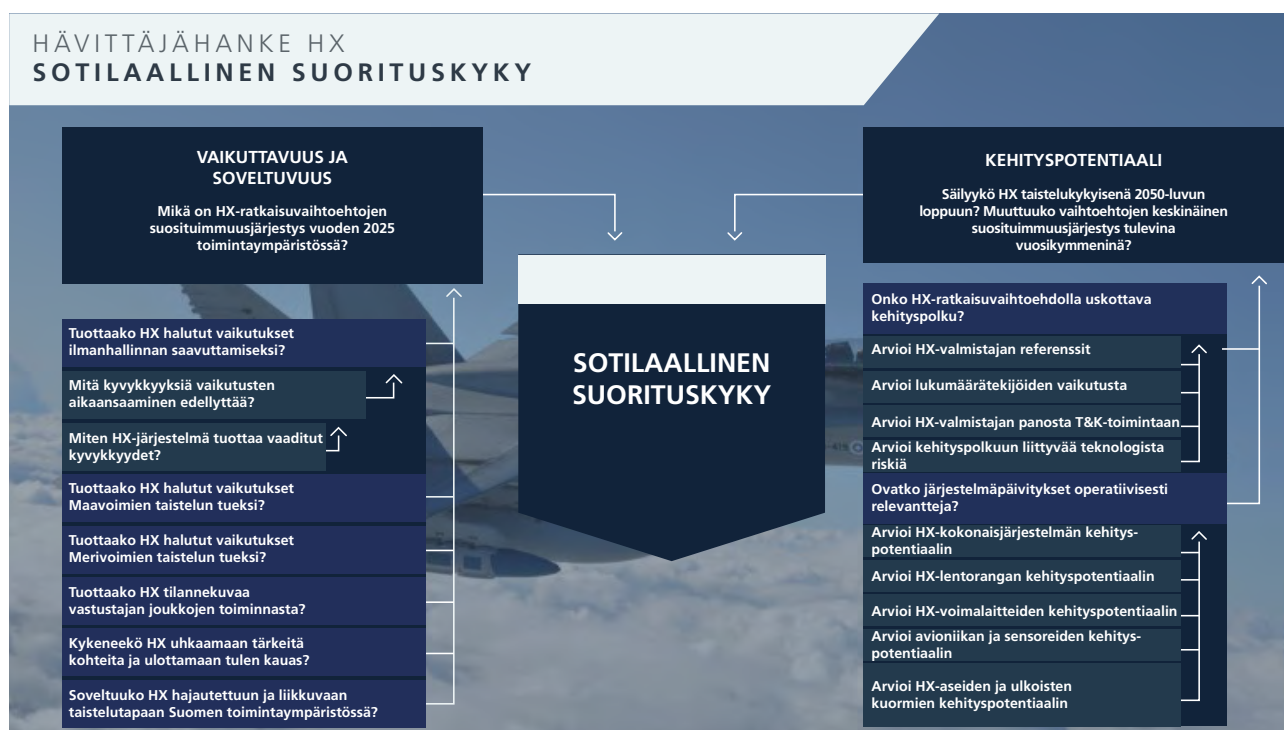 HÄVITTÄJÄHANKE HX
SOTILAALLINEN SUORITUSKYKY
VAIKUTTAVUUS JA
SOVELTUVUUS
Mikä on HX-ratkaisuvaihtoehtojen
suosituimmuusjärjestys vuoden 2025
toimintaympäristössä?
Tuottaako HX halutut vaikutukset
ilmanhallinnan saavuttamiseksi?
Mitä kyvykkyyksiä vaikutusten
aikaansaaminen edellyttää?
Miten HX-järjestelmä tuottaa vaaditut
kyvykkyydet?
Tuottaako HX halutut vaikutukset
Maavoimien taistelun tueksi?
Tuottaako HX halutut vaikutukset
Merivoimien taistelun tueksi?
Tuottaako HX tilannekuvaa
vastustajan joukkojen toiminnasta?
Kykeneekö HX uhkaamaan tärkeitä
kohteita ja ulottamaan tulen kauas?
Soveltuuko HX hajautettuun ja liikkuvaan
taistelutapaan Suomen toimintaympäristössä?
SOTILAALLINEN
SUORITUSKYKY
KEHITYSPOTENTIAALI
Säilyykö HX taistelukykyisenä 2050-luvun
loppuun? Muuttuuko vaihtoehtojen keskinäinen
suosituimmuusjärjestys tulevina
vuosikymmeninä?
Onko HX-ratkaisuvaihtoehdolla uskottava
kehityspolku?
Arvioi HX-valmistajan referenssit
Arvioi lukumäärätekijöiden vaikutusta
Arvioi HX-valmistajan panosta T&K-toimintaan
Arvioi kehityspolkuun liittyvää teknologista
riskiä
Ovatko järjestelmäpäivitykset operatiivisesti
relevantteja?
Arvioi HX-kokonaisjärjestelmän kehitys-
potentiaalin
Arvioi HX-lentorangan kehityspotentiaalin
Arvioi HX-voimalaitteiden kehityspotentiaalin
Arvioi avioniikan ja sensoreiden kehitys-
potentiaalin
Arvioi HX-aseiden ja ulkoisten
kuormien kehityspotentiaalin